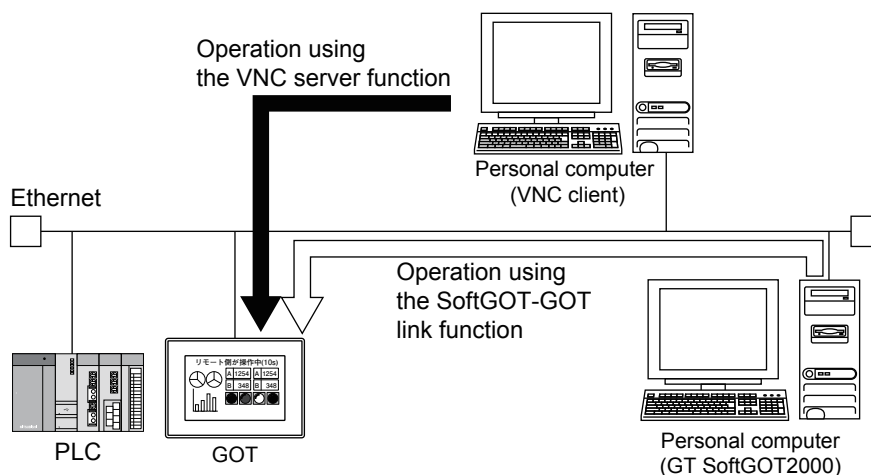 Operation using
the VNC server function
Personal computer
(VNC client)
Ethernet
Operation using
the SoftGOT-GOT
link function
リモート側が操作中(10s)
A 1254 A 1254
B 348 B 348
PLC
GOT
Personal computer
(GT SoftGOT2000)